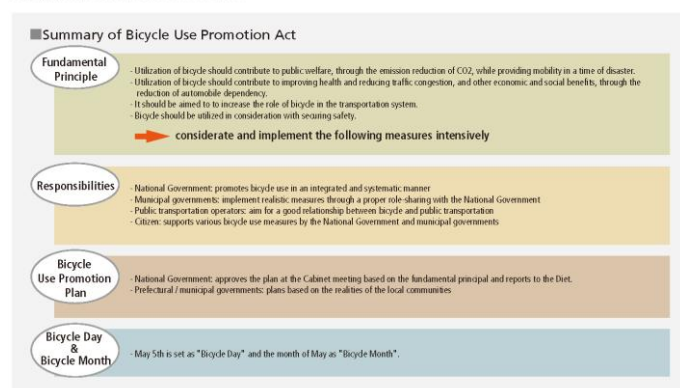 ■Summary of Bicycle Use Promotion Act
Fundamental
Principle
- Utilization of bicycle should contribute to public welfare, through the emission reduction of CO2, while providing mobility in a time of disaster.
- Utilization of bicycle should contribute to improving health and reducing traffic congestion, and other economic and social benefits, through the
reduction of automobile dependency.
- It should be aimed to to increase the role of bicycle in the transportation system.
- Bicycle should be utilized in consideration with securing safety.
considerate and implement the following measures intensively
Responsibilities
- National Government: promotes bicycle use in an integrated and systematic manner
- Municipal governments: implement realistic measures through a proper role-sharing with the National Government
- Public transportation operators: aim for a good relationship between bicycle and public transportation
- Citizen: supports various bicycle use measures by the National Government and municipal governments
Bicycle
Use Promotion
Plan
- National Government: approves the plan at the Cabinet meeting based on the fundamental principal and reports to the Diet.
- Prefectural / municipal governments: plans based on the realities of the local communities
Bicycle Day
&
Bicycle Month
- May 5th is set as "Bicycle Day" and the month of May as "Bicycle Month".